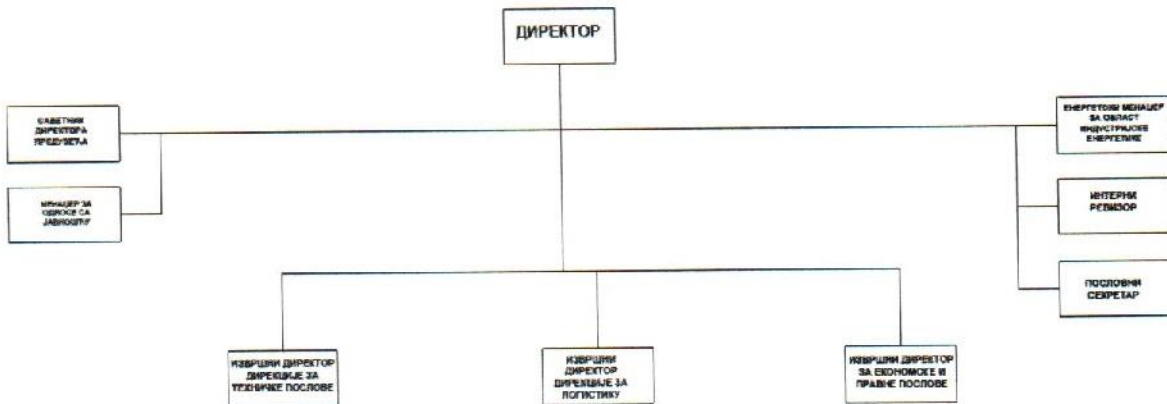 ДИРЕКТОР
САВЕТНИК
ДИРЕКТОРА
ПРЕДУЗЕЋА
ЕНЕРГЕТСКИ МЕНАЏЕР
ЗА ОБЛАСТ
ИНДУСТРИЈСКЕ
ЕНЕРГЕТИКЕ
МЕНАЏЕР ЗА
ОДНОСЕ СА
ЈАВНОШЋУ
ИНТЕРНИ
РЕВИЗОР
ПОСЛОВНИ
СЕКРЕТАР
ИЗВРШНИ ДИРЕКТОР
ДИРЕКЦИЈЕ ЗА
ТЕХНИЧКЕ ПОСЛОВЕ
ИЗВРШНИ
ДИРЕКТОР
ДИРЕКЦИЈЕ ЗА
ЛОГИСТИКУ
ИЗВРШНИ ДИРЕКТОР
ЗА ЕКОНОМСКЕ И
ПРАВНЕ ПОСЛОВЕ